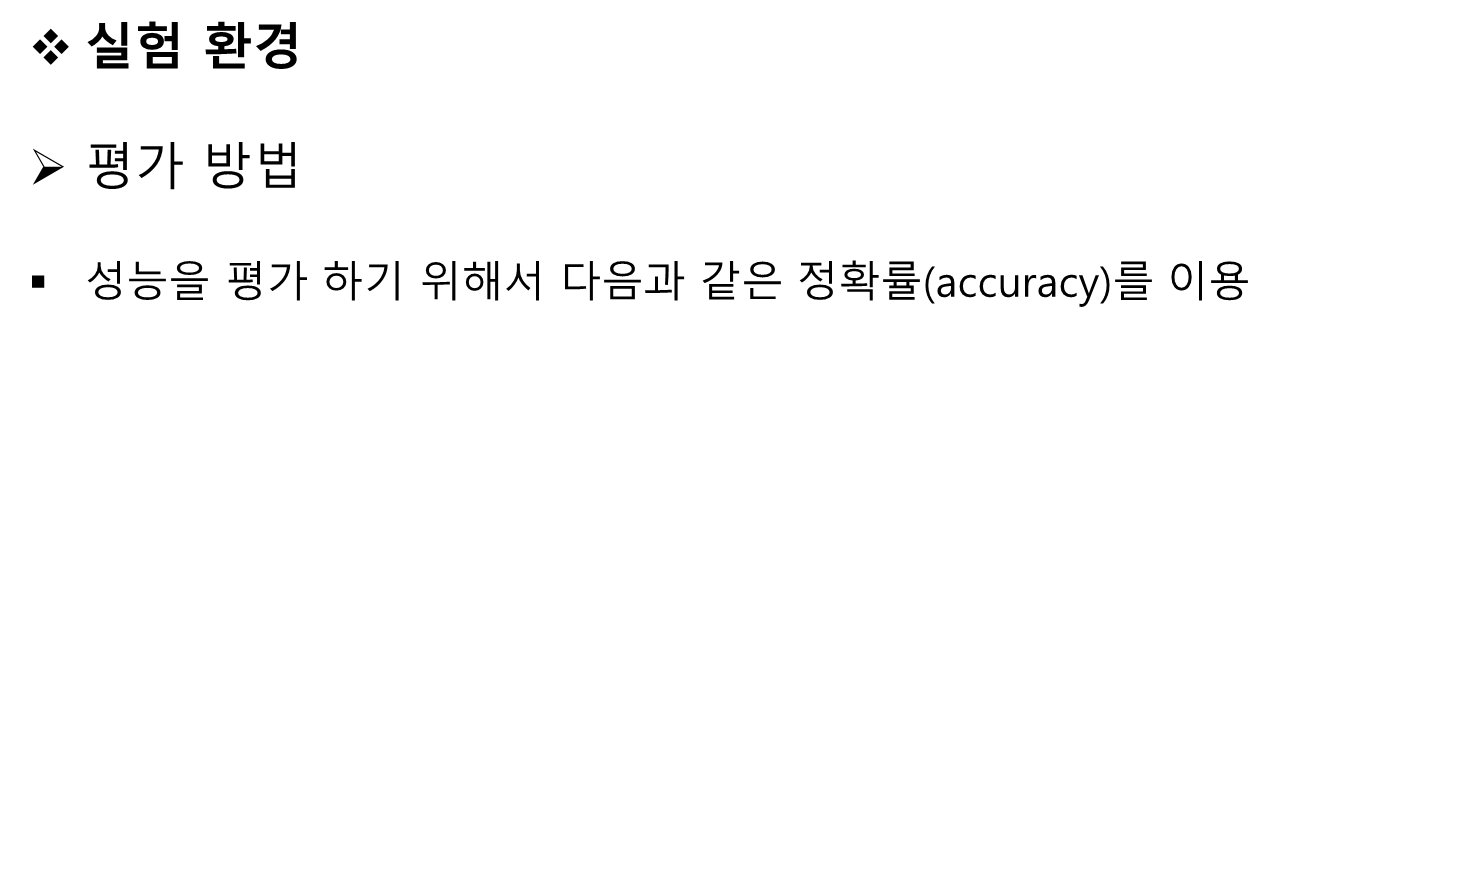 ❖ 실험 환경
➢ 평가 방법
▪ 성능을 평가 하기 위해서 다음과 같은 정확률(accuracy)를 이용